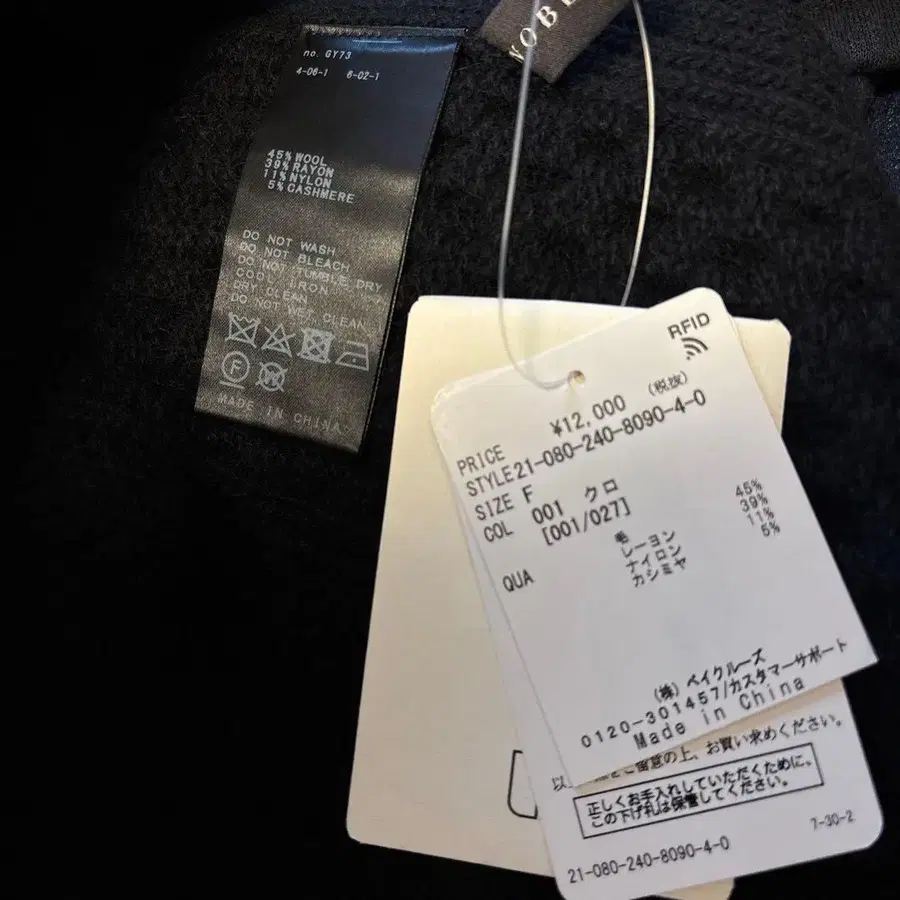 no. GY73
4-06-1 6-02-1
45% WOOL
39% RAYON
11% NYLON
5% CASHMERE
DO NOT WASH
DO NOT BLEACH
DO NOT TUMBLE DRY
COOL IRON
DRY CLEAN
DO NOT WET CLEAN
F
MADE IN CHINA
NOBL
RFID
PRICE ¥12,000 (税抜)
STYLE 21-080-240-8090-4-0
SIZE F
COL 001 クロ
[001/027]
QUA 毛 45%
レーヨン 39%
ナイロン 11%
カシミヤ 5%
(株) ベイクルーズ
0120-301457/カスタマーサポート
Made in China
の上、お買い求めください。
正しくお手入れしていただくために、
この下げ札は保管してください。
7-30-2
21-080-240-8090-4-0